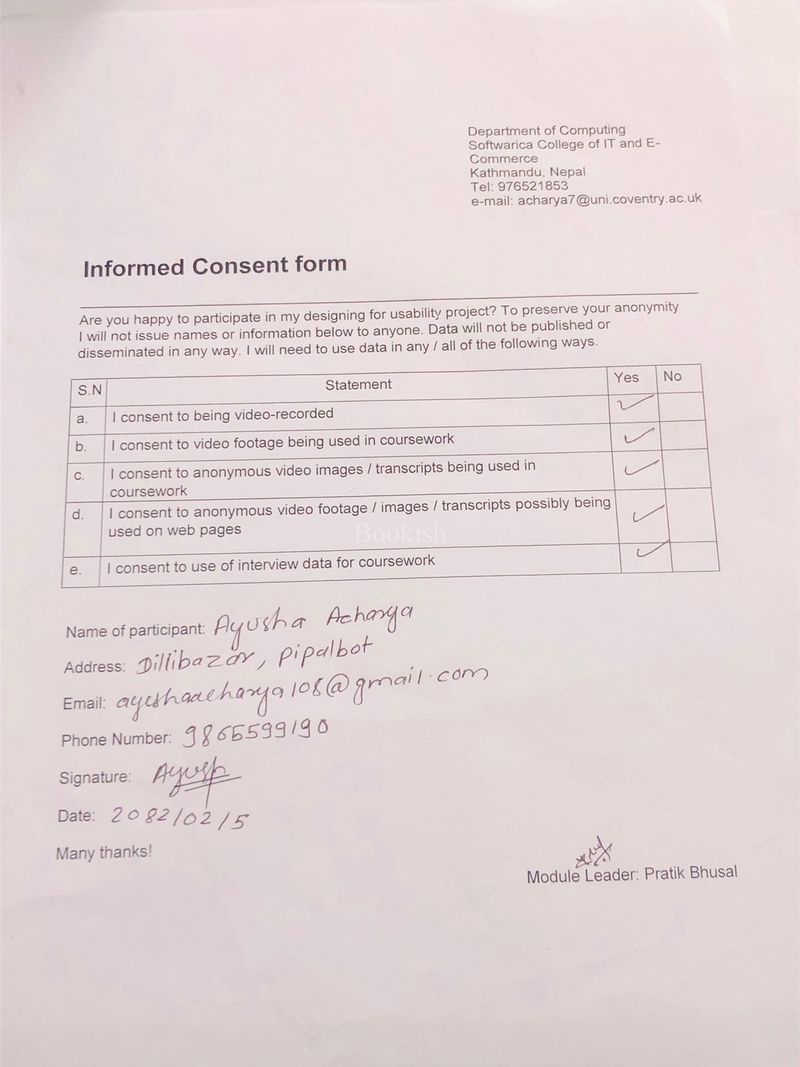 Department of Computing
Softwarica College of IT and E-
Commerce
Kathmandu, Nepal
Tel: 976521853
e-mail: acharya7@uni.coventry.ac.uk
Informed Consent form
Are you happy to participate in my designing for usability project? To preserve your anonymity
I will not issue names or information below to anyone. Data will not be published or
disseminated in any way. I will need to use data in any / all of the following ways.
S.N Statement Yes No
a. I consent to being video-recorded
b. I consent to video footage being used in coursework
c. I consent to anonymous video images / transcripts being used in
coursework
d. I consent to anonymous video footage / images / transcripts possibly being
used on web pages
Bookish
e. I consent to use of interview data for coursework
Name of participant: Ayusha Acharya
Address: Dillibazar, pipalbot
Email: ayushaacharya108@gmail.com
Phone Number: 9866599190
Signature: Ayush
Date: 2082/02/5
Many thanks!
Module Leader: Pratik Bhusal